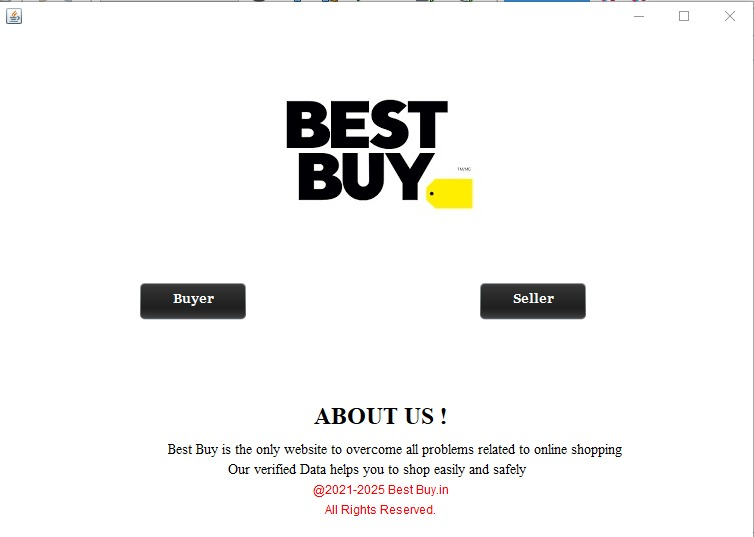 BEST
BUY
TM/MC
Buyer
Seller
ABOUT US !
Best Buy is the only website to overcome all problems related to online shopping
Our verified Data helps you to shop easily and safely
@2021-2025 Best Buy.in
All Rights Reserved.